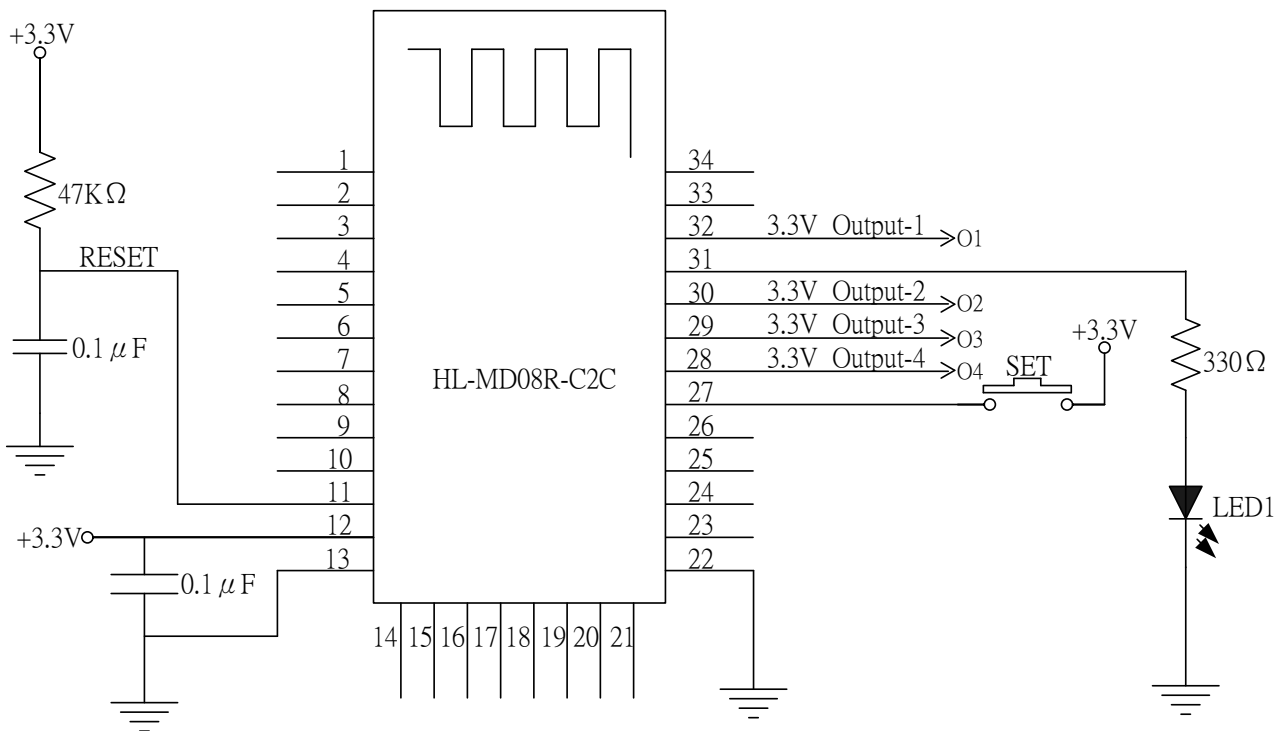 +3.3V
47KΩ
RESET
0.1μF
+3.3V
0.1μF
1
2
3
4
5
6
7
8
9
10
11
12
13
HL-MD08R-C2C
14 15 16 17 18 19 20 21
34
33
32 3.3V Output-1 O1
31
30 3.3V Output-2 O2
29 3.3V Output-3 O3
28 3.3V Output-4 O4
27
26
25
24
23
22
SET
+3.3V
330Ω
LED1